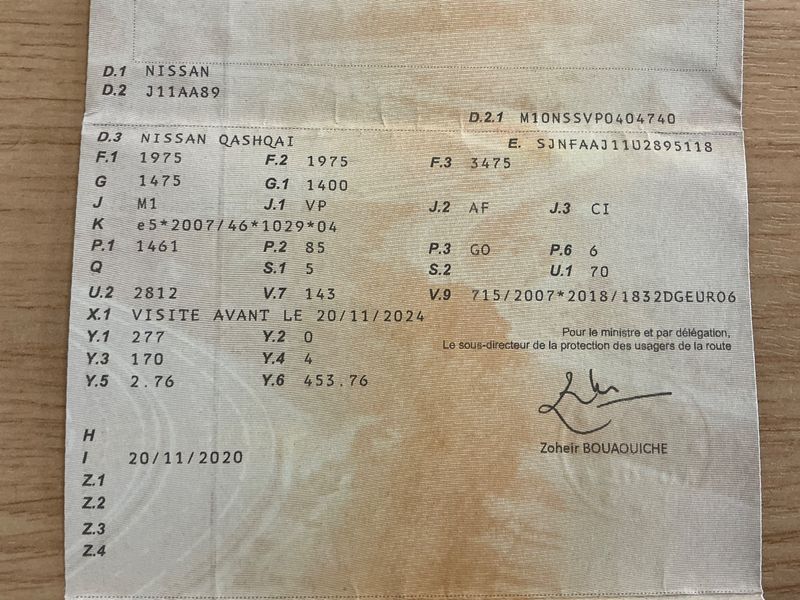 D.1 NISSAN
D.2 J11AA89
D.2.1 M10NSSVP0404740
D.3 NISSAN QASHQAI E. SJNFAAJ11U2895118
F.1 1975 F.2 1975 F.3 3475
G 1475 G.1 1400
J M1 J.1 VP J.2 AF J.3 CI
K e5*2007/46*1029*04
P.1 1461 P.2 85 P.3 GO P.6 6
Q S.1 5 S.2 U.1 70
U.2 2812 V.7 143 V.9 715/2007*2018/1832DGEURO6
X.1 VISITE AVANT LE 20/11/2024
Y.1 277 Y.2 0
Pour le ministre et par délégation,
Le sous-directeur de la protection des usagers de la route
Y.3 170 Y.4 4
Y.5 2.76 Y.6 453.76
H
Zoheir BOUAOUICHE
I 20/11/2020
Z.1
Z.2
Z.3
Z.4